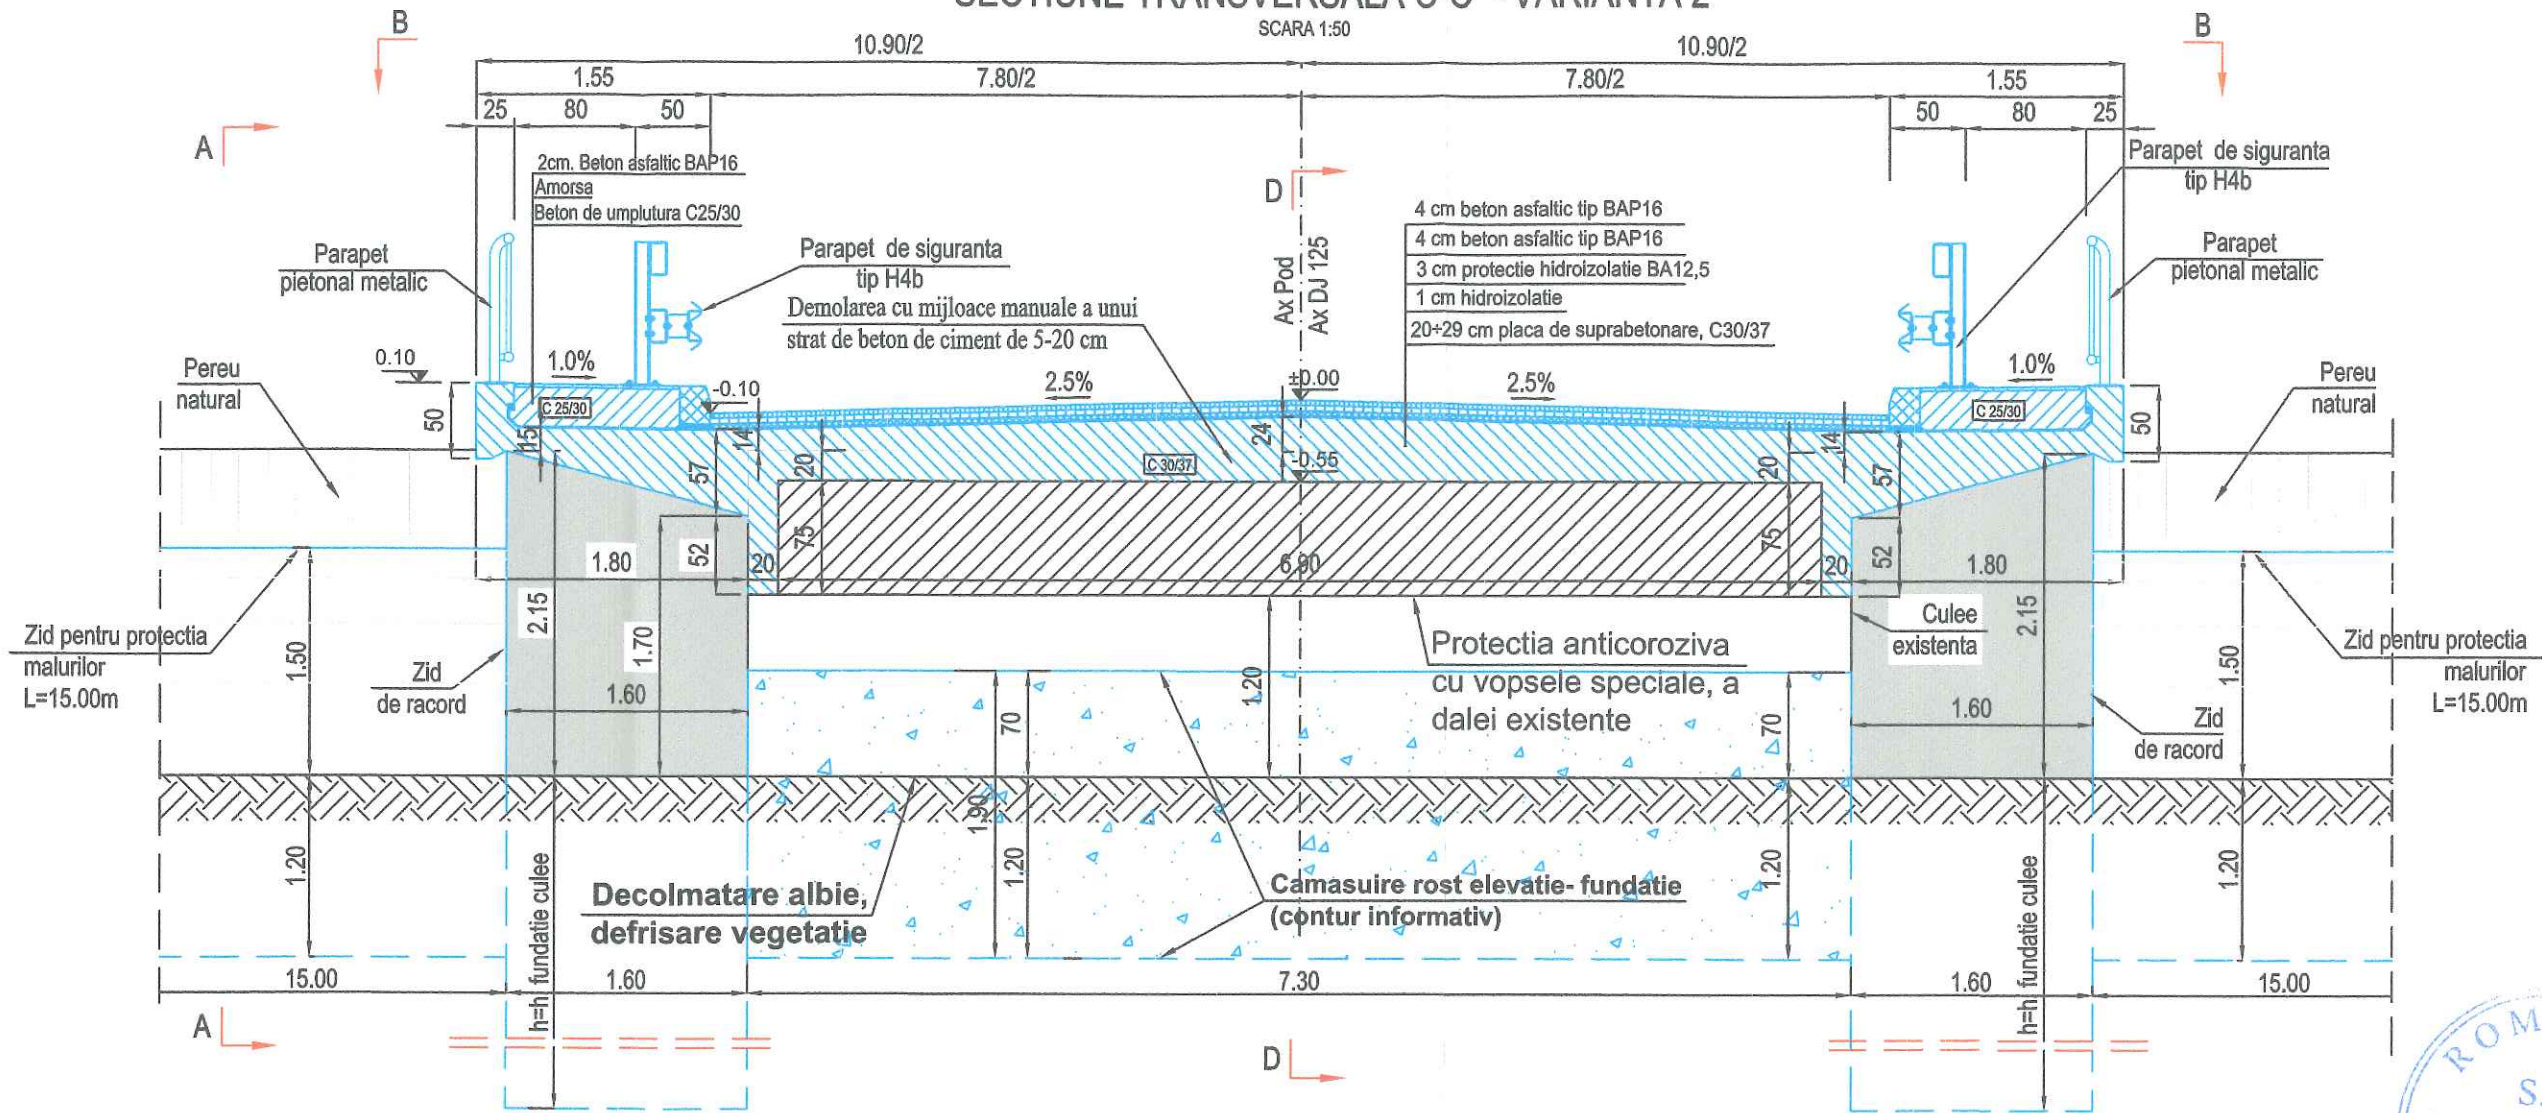 SECTIUNE TRANSVERSALA C-C - VARIANTA 2
SCARA 1:50
B
B
10.90/2
10.90/2
1.55
7.80/2
7.80/2
1.55
25
80
50
50
80
25
A
2cm. Beton asfaltic BAP16
Amorsa
Beton de umplutura C25/30
D
Ax Pod
Ax DJ 125
4 cm beton asfaltic tip BAP16
4 cm beton asfaltic tip BAP16
3 cm protectie hidroizolatie BA12,5
1 cm hidroizolatie
20÷29 cm placa de suprabetonare, C30/37
Parapet de siguranta
tip H4b
Parapet
pietonal metalic
Parapet de siguranta
tip H4b
Demolarea cu mijloace manuale a unui
strat de beton de ciment de 5-20 cm
Parapet
pietonal metalic
Pereu
natural
0.10
1.0%
-0.10
2.5%
±0.00
2.5%
1.0%
Pereu
natural
50
C 25/30
C 25/30
50
15
57
14
20
24
-0.55
C 30/37
20
14
57
75
75
1.80
52
20
6.90
20
52
1.80
2.15
1.70
1.20
2.15
Zid pentru protectia
malurilor
L=15.00m
1.50
Zid
de racord
1.60
Protectia anticoroziva
cu vopsele speciale, a
dalei existente
Culee
existenta
1.60
Zid
de racord
1.50
Zid pentru protectia
malurilor
L=15.00m
70
70
1.90
1.20
1.20
1.20
1.20
h=h fundatie culee
Decolmatare albie,
defrisare vegetatie
Camasuire rost elevatie- fundatie
(contur informativ)
h=h fundatie culee
15.00
1.60
7.30
1.60
15.00
A
D
ROM
S